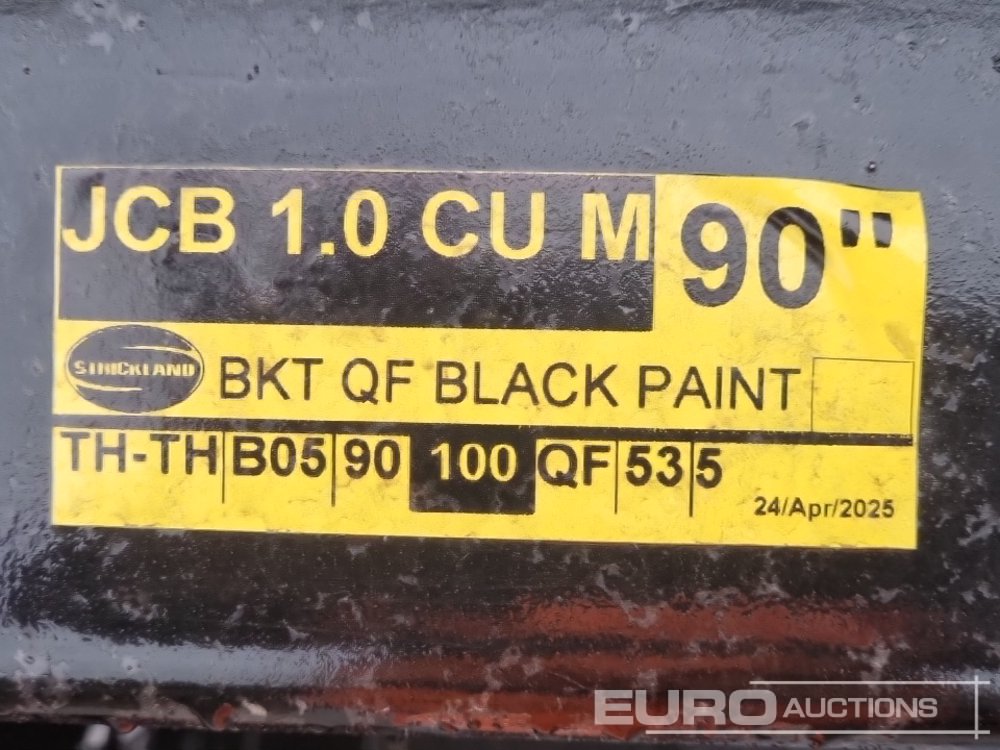 JCB 1.0 CU M 90"
STRICKLAND BKT QF BLACK PAINT
TH-TH B05 90 100 QF 53 5
24/Apr/2025
EURO AUCTIONS